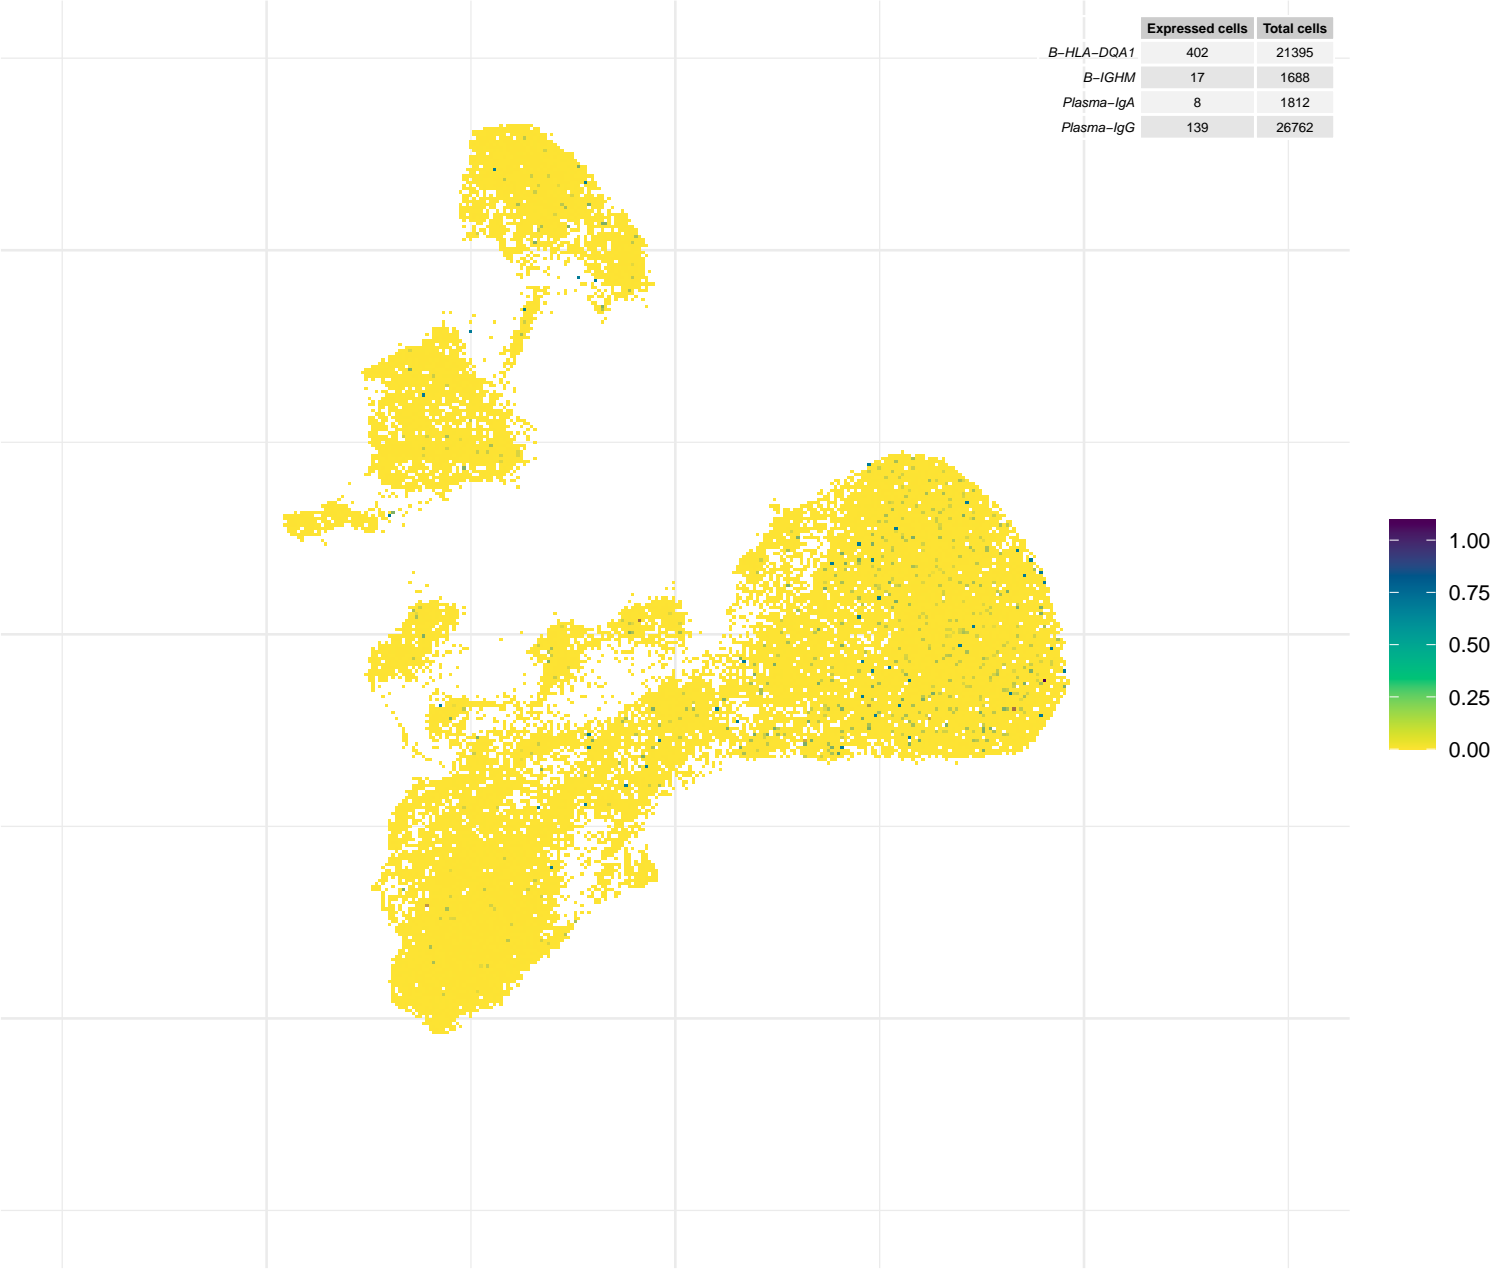 Expressed cells Total cells
B−HLA−DQA1 402 21395
B−IGHM 17 1688
Plasma−IgA 8 1812
Plasma−IgG 139 26762
1.00
0.75
0.50
0.25
0.00